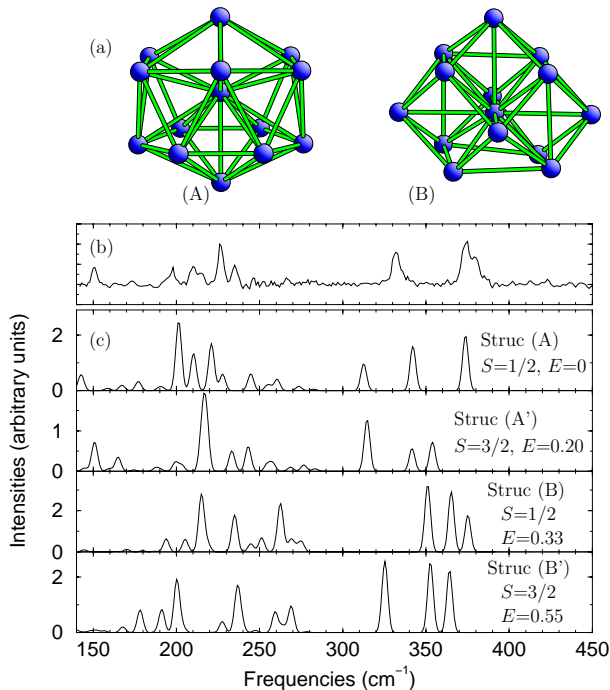 (a)
(A)
(B)
(b)
(c)
Struc (A)
S=1/2, E=0
Struc (A')
S=3/2, E=0.20
Struc (B)
S=1/2
E=0.33
Struc (B')
S=3/2
E=0.55
Intensities (arbitrary units)
2
0
1
0
2
0
2
0
150 200 250 300 350 400 450
Frequencies (cm⁻¹)